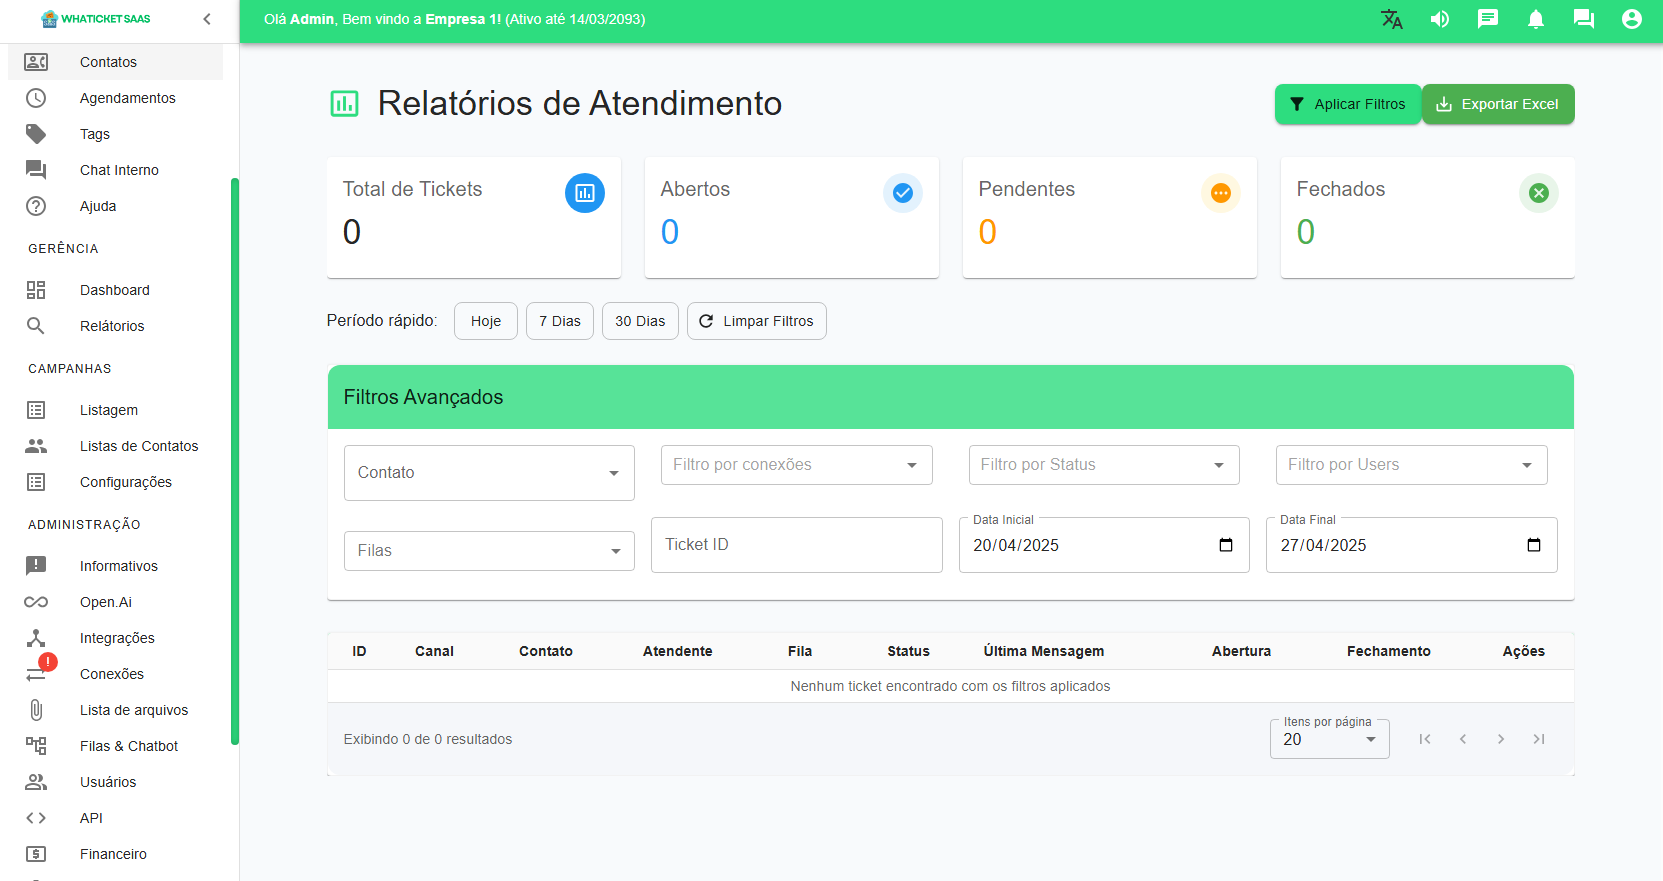 WHATICKET SAAS
Olá Admin, Bem vindo a Empresa 1! (Ativo até 14/03/2093)
Contatos
Agendamentos
Tags
Chat Interno
Ajuda
GERÊNCIA
Dashboard
Relátorios
CAMPANHAS
Listagem
Listas de Contatos
Configurações
ADMINISTRAÇÃO
Informativos
Open.Ai
Integrações
!
Conexões
Lista de arquivos
Filas & Chatbot
Usuários
API
Financeiro
Relatórios de Atendimento
Aplicar Filtros
Exportar Excel
Total de Tickets
0
Abertos
0
Pendentes
0
Fechados
0
Período rápido: Hoje 7 Dias 30 Dias Limpar Filtros
Filtros Avançados
Contato Filtro por conexões Filtro por Status Filtro por Users
Filas
Ticket ID
Data Inicial
20/04/2025
Data Final
27/04/2025
ID Canal Contato Atendente Fila Status Última Mensagem Abertura Fechamento Ações
Nenhum ticket encontrado com os filtros aplicados
Exibindo 0 de 0 resultados
Itens por página
20